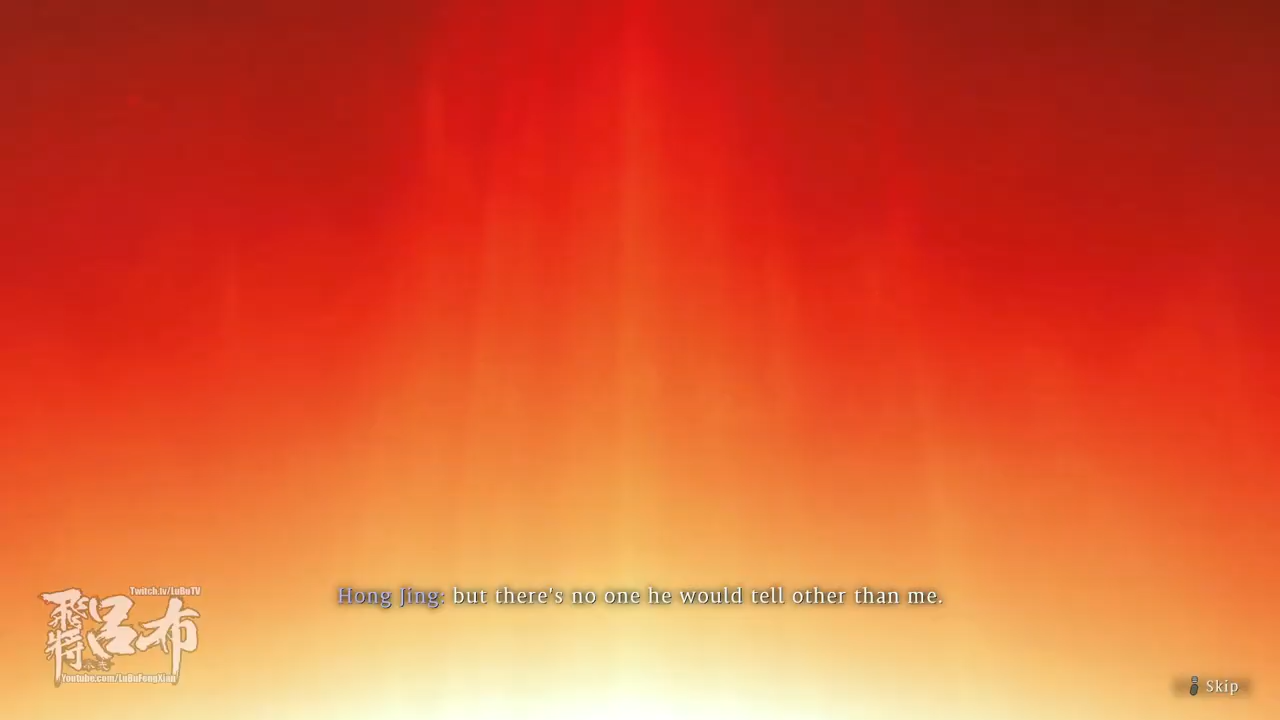 Twitch.tv/LuBuTV
飛将 呂布
Hong Jing: but there's no one he would tell other than me.
Youtube.com/LuBuFengXian
Skip